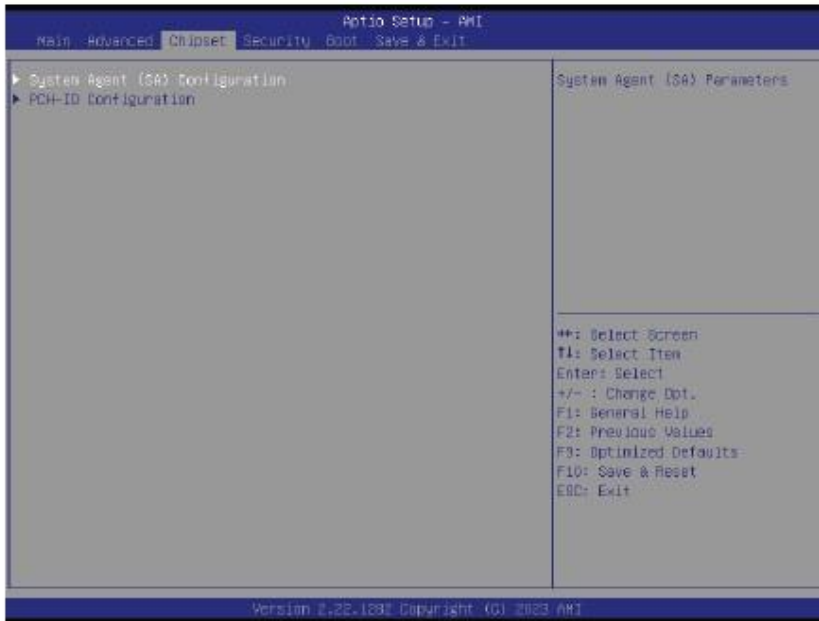 Aptio Setup - AMI
Main Advanced Chipset Security Boot Save & Exit
System Agent (SA) Configuration
PCH-IO Configuration
System Agent (SA) Parameters
Select Screen
↑↓: Select Item
Enter: Select
+/- : Change Opt.
F1: General Help
F2: Previous Values
F3: Optimized Defaults
F10: Save & Reset
ESC: Exit
Version 2.22.1282 Copyright (C) 2023 AMI